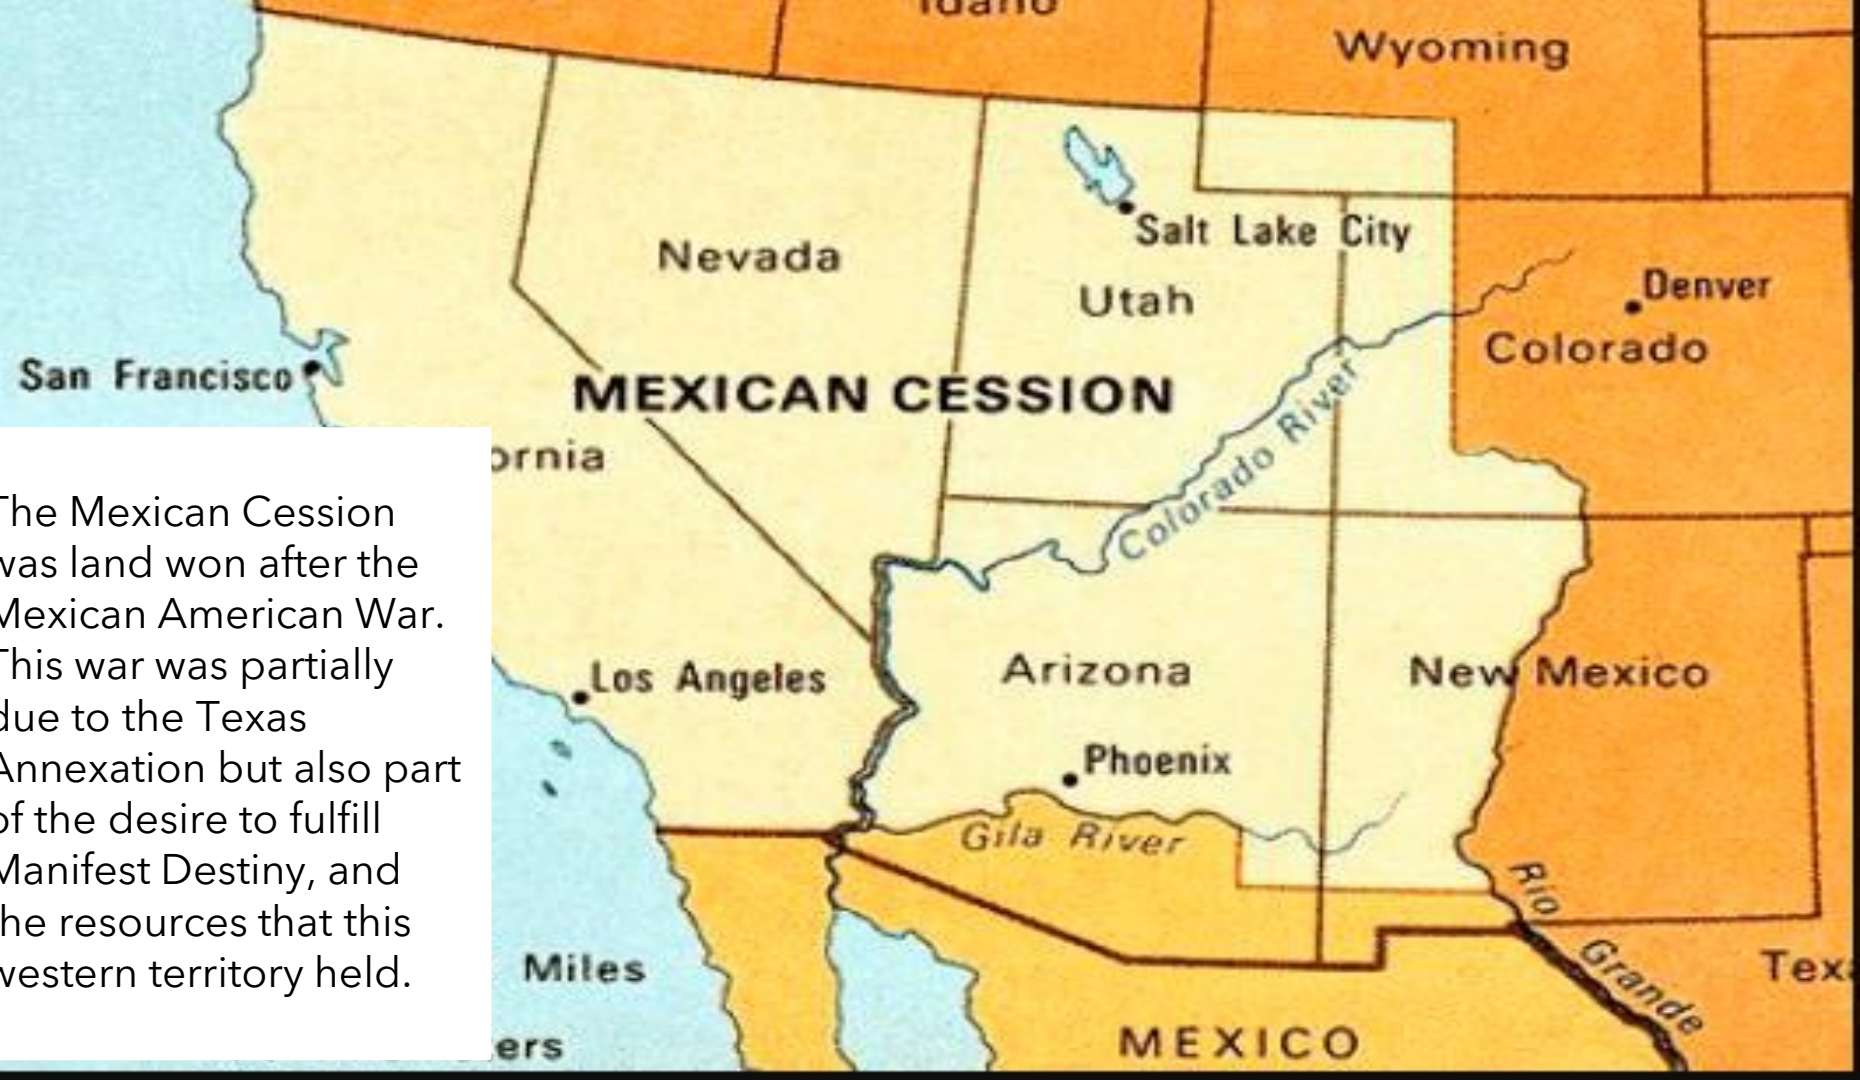 Idaho
Wyoming
Salt Lake City
Nevada
Utah
Denver
Colorado
San Francisco
MEXICAN CESSION
Colorado River
ornia
The Mexican Cession
was land won after the
Mexican American War.
This war was partially
due to the Texas
Annexation but also part
of the desire to fulfill
Manifest Destiny, and
the resources that this
western territory held.
Los Angeles
Arizona
New Mexico
Phoenix
Gila River
Rio Grande
Miles
ers
Tex
MEXICO